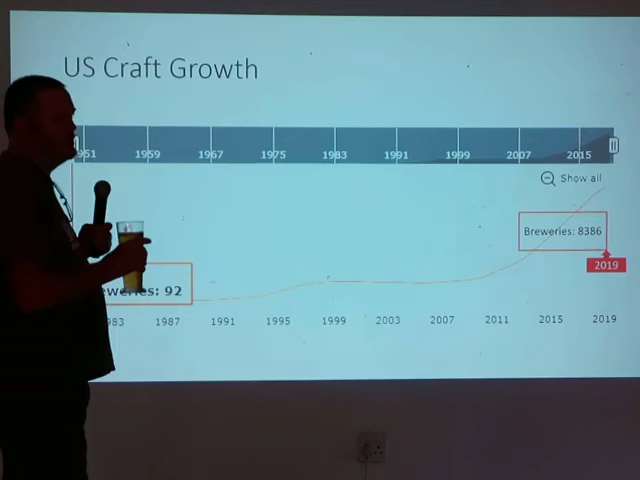 US Craft Growth
1959 1967 1975 1983 1991 1999 2007 2015
Show all
Breweries: 8386
2019
: 92
1987 1991 1995 1999 2003 2007 2011 2015 2019